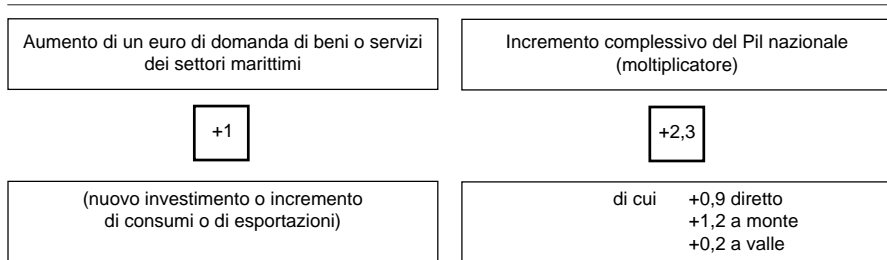 Aumento di un euro di domanda di beni o servizi
dei settori marittimi
+1
(nuovo investimento o incremento
di consumi o di esportazioni)
Incremento complessivo del Pil nazionale
(moltiplicatore)
+2,3
di cui +0,9 diretto
+1,2 a monte
+0,2 a valle